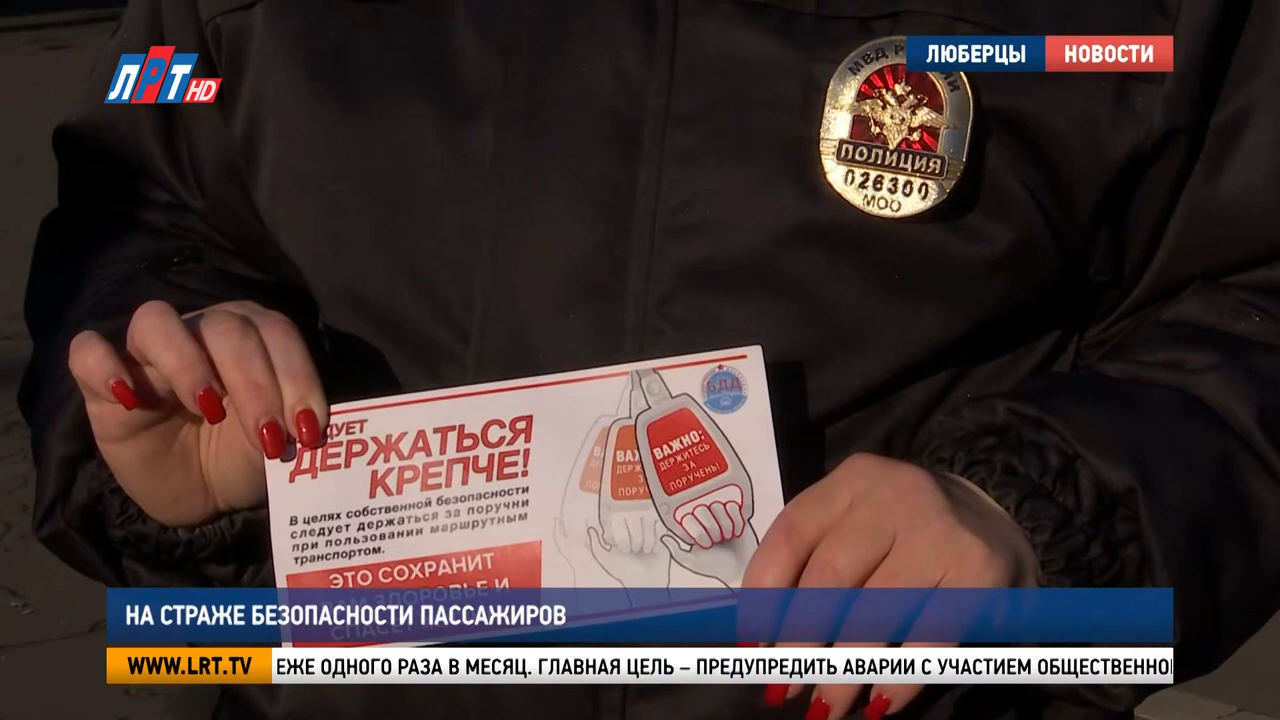 ЛРТ HD
ЛЮБЕРЦЫ НОВОСТИ
МВД
ПОЛИЦИЯ
026300
МОО
ДЕРЖАТЬСЯ
КРЕПЧЕ!
В целях собственной безопасности
следует держаться за поручни
при пользовании маршрутным
транспортом.
ЭТО СОХРАНИТ
ЗДОРОВЬЕ И
БДД
ВАЖНО:
ДЕРЖИТЕСЬ
ЗА
ПОРУЧЕНЬ!
НА СТРАЖЕ БЕЗОПАСНОСТИ ПАССАЖИРОВ
WWW.LRT.TV
ЕЖЕ ОДНОГО РАЗА В МЕСЯЦ. ГЛАВНАЯ ЦЕЛЬ – ПРЕДУПРЕДИТЬ АВАРИИ С УЧАСТИЕМ ОБЩЕСТВЕННО